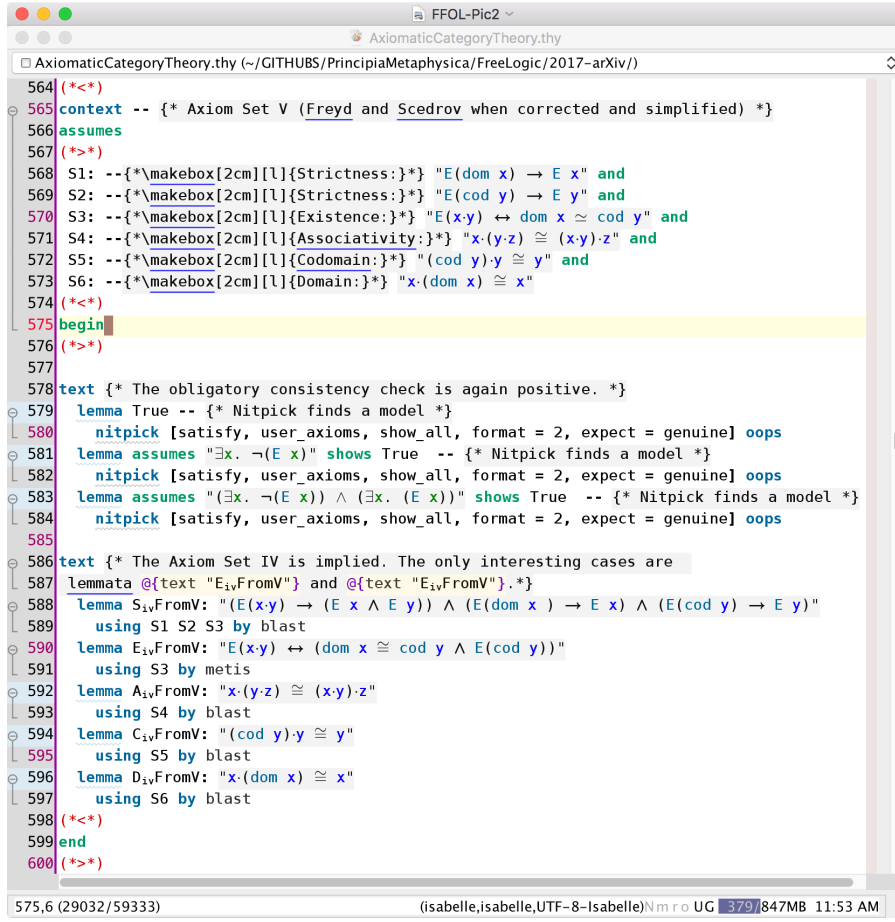 FFOL-Pic2
AxiomaticCategoryTheory.thy
AxiomaticCategoryTheory.thy (~/GITHUBS/PrincipiaMetaphysica/FreeLogic/2017-arXiv/)
564 (*<*)
565 context -- {* Axiom Set V (Freyd and Scedrov when corrected and simplified) *}
566 assumes
567 (*>*)
568 S1: --{*\makebox[2cm][l]{Strictness:}*} "E(dom x) → E x" and
569 S2: --{*\makebox[2cm][l]{Strictness:}*} "E(cod y) → E y" and
570 S3: --{*\makebox[2cm][l]{Existence:}*} "E(x·y) ↔ dom x ≃ cod y" and
571 S4: --{*\makebox[2cm][l]{Associativity:}*} "x·(y·z) ≅ (x·y)·z" and
572 S5: --{*\makebox[2cm][l]{Codomain:}*} "(cod y)·y ≅ y" and
573 S6: --{*\makebox[2cm][l]{Domain:}*} "x·(dom x) ≅ x"
574 (*<*)
575 begin
576 (*>*)
577
578 text {* The obligatory consistency check is again positive. *}
579 lemma True -- {* Nitpick finds a model *}
580 nitpick [satisfy, user_axioms, show_all, format = 2, expect = genuine] oops
581 lemma assumes "∃x. ¬(E x)" shows True -- {* Nitpick finds a model *}
582 nitpick [satisfy, user_axioms, show_all, format = 2, expect = genuine] oops
583 lemma assumes "(∃x. ¬(E x)) ∧ (∃x. (E x))" shows True -- {* Nitpick finds a model *}
584 nitpick [satisfy, user_axioms, show_all, format = 2, expect = genuine] oops
585
586 text {* The Axiom Set IV is implied. The only interesting cases are
587 lemmata @{text "EᵢᵥFromV"} and @{text "EᵢᵥFromV"}.*}
588 lemma SᵢᵥFromV: "(E(x·y) → (E x ∧ E y)) ∧ (E(dom x ) → E x) ∧ (E(cod y) → E y)"
589 using S1 S2 S3 by blast
590 lemma EᵢᵥFromV: "E(x·y) ↔ (dom x ≅ cod y ∧ E(cod y))"
591 using S3 by metis
592 lemma AᵢᵥFromV: "x·(y·z) ≅ (x·y)·z"
593 using S4 by blast
594 lemma CᵢᵥFromV: "(cod y)·y ≅ y"
595 using S5 by blast
596 lemma DᵢᵥFromV: "x·(dom x) ≅ x"
597 using S6 by blast
598 (*<*)
599 end
600 (*>*)
575,6 (29032/59333) (isabelle,isabelle,UTF-8-Isabelle)N m r o UG 379/847MB 11:53 AM